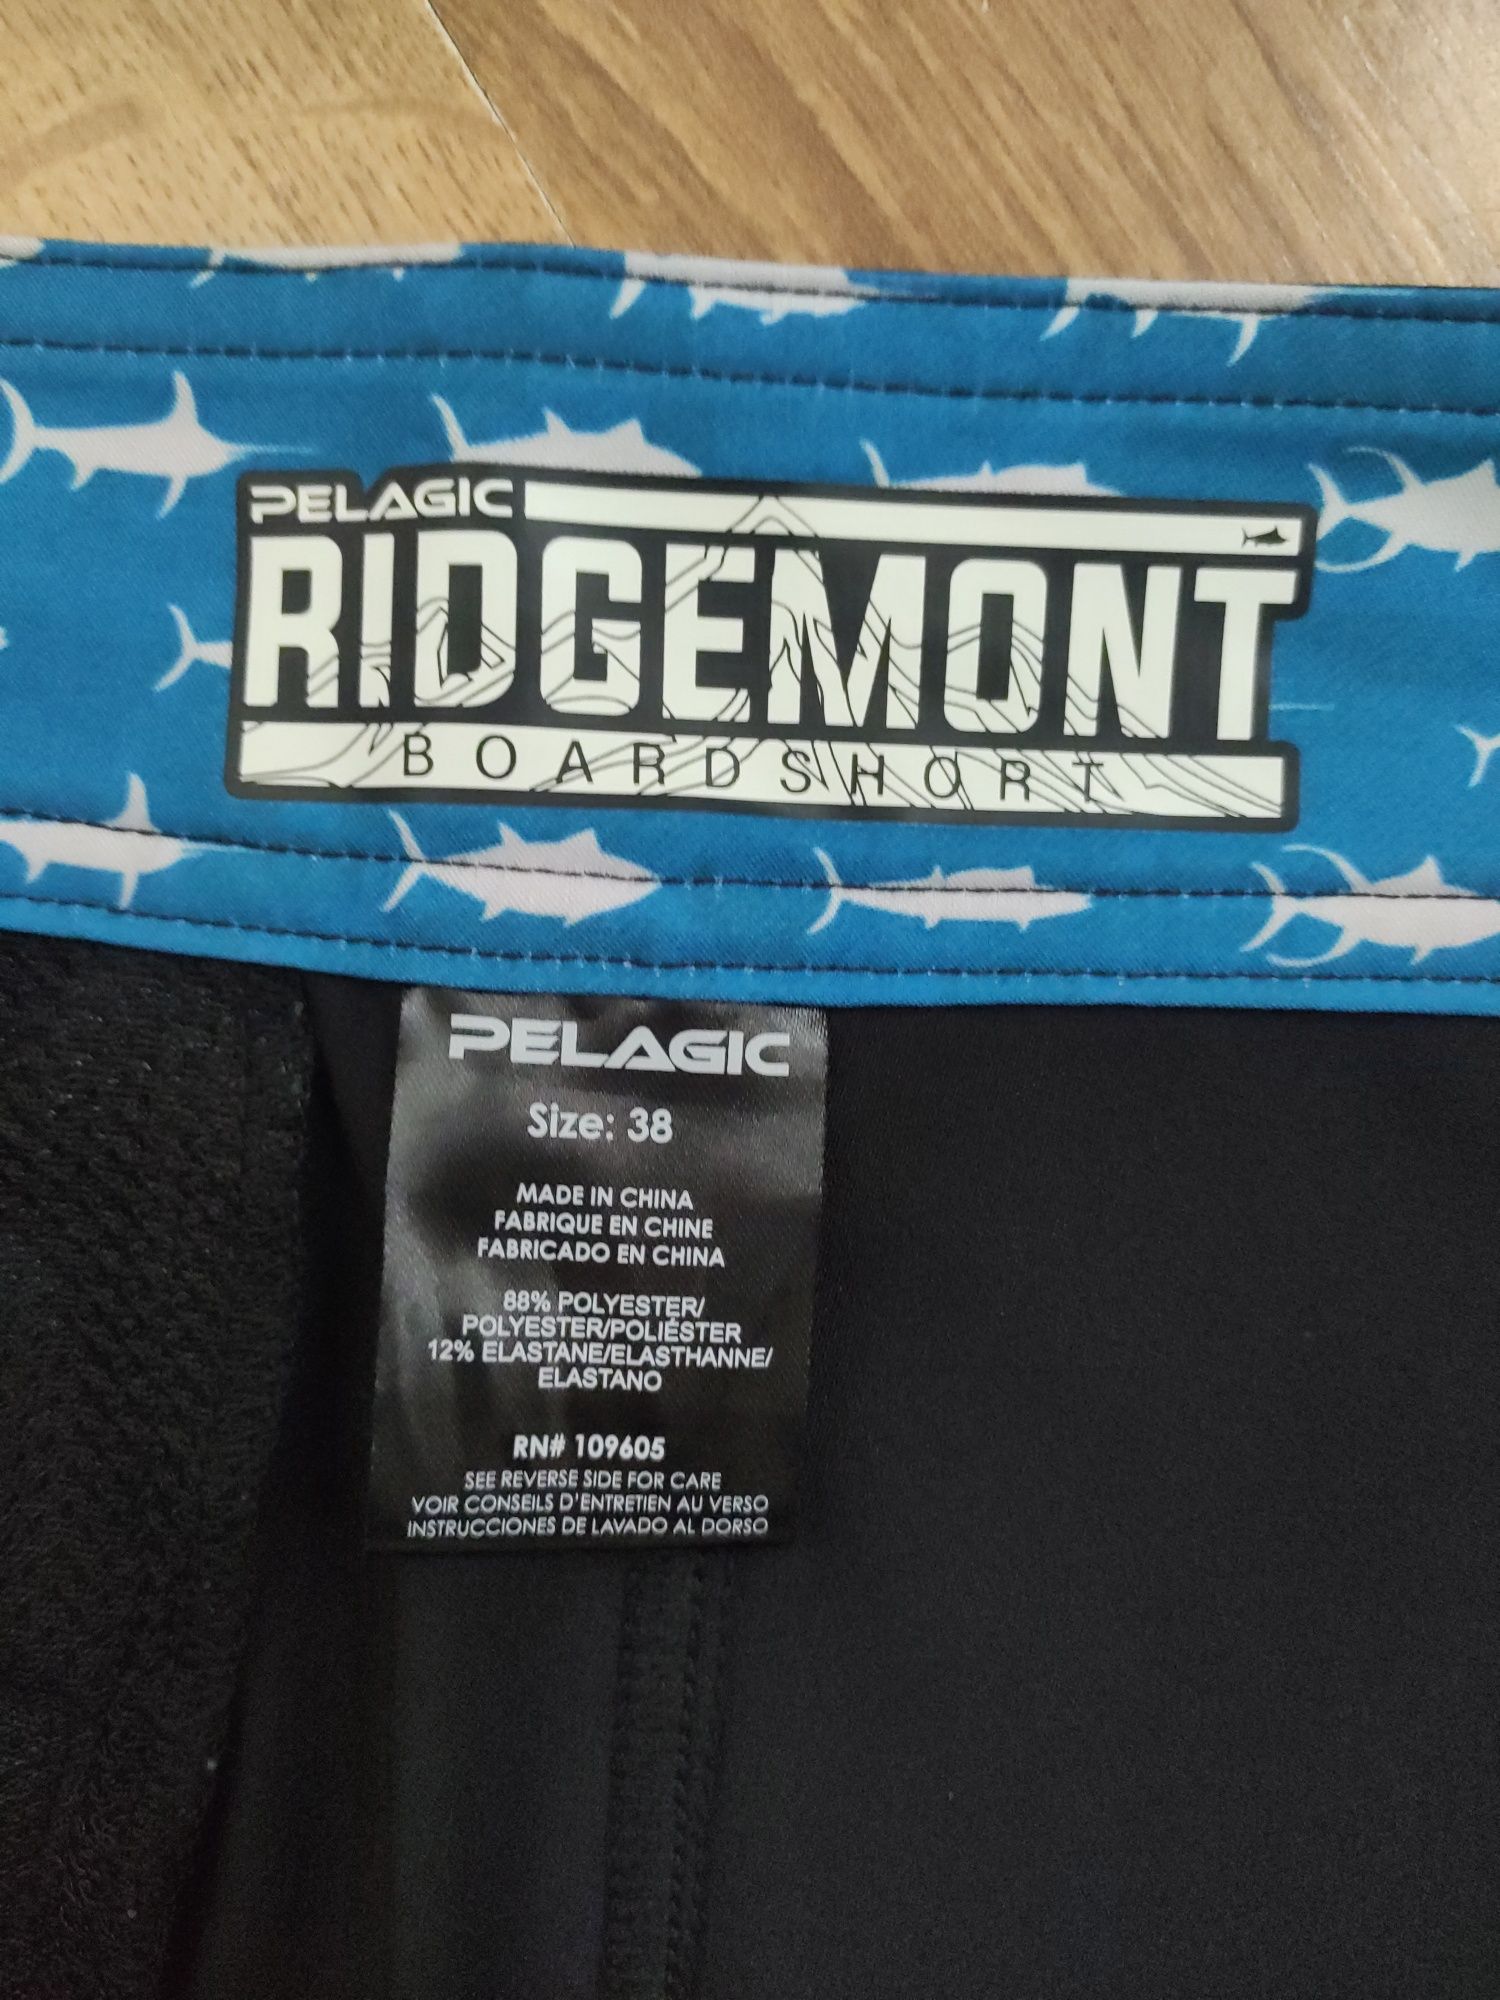 PELAGIC
RIDGEMONT
BOARDSHORT
PELAGIC
Size: 38
MADE IN CHINA
FABRIQUE EN CHINE
FABRICADO EN CHINA
88% POLYESTER/
POLYESTER/POLIÉSTER
12% ELASTANE/ELASTHANNE/
ELASTANO
RN# 109605
SEE REVERSE SIDE FOR CARE
VOIR CONSEILS D'ENTRETIEN AU VERSO
INSTRUCCIONES DE LAVADO AL DORSO